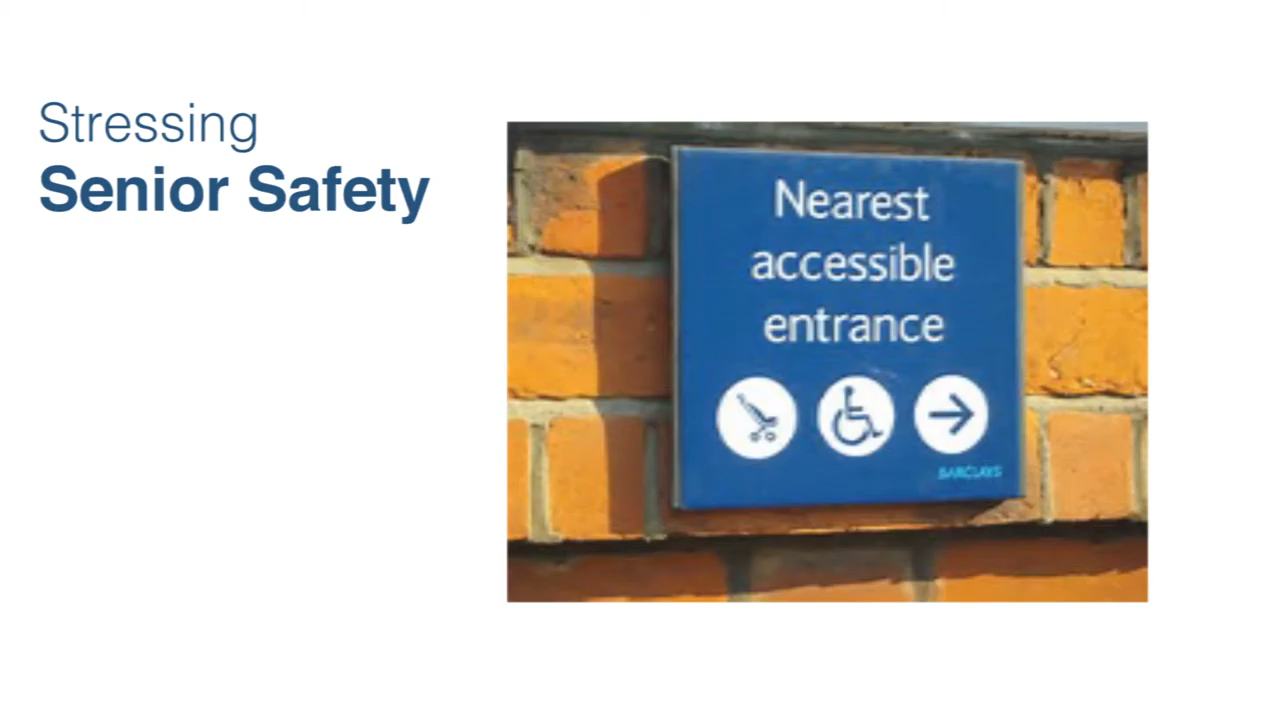 Stressing
Senior Safety
Nearest
accessible
entrance
BARCLAYS